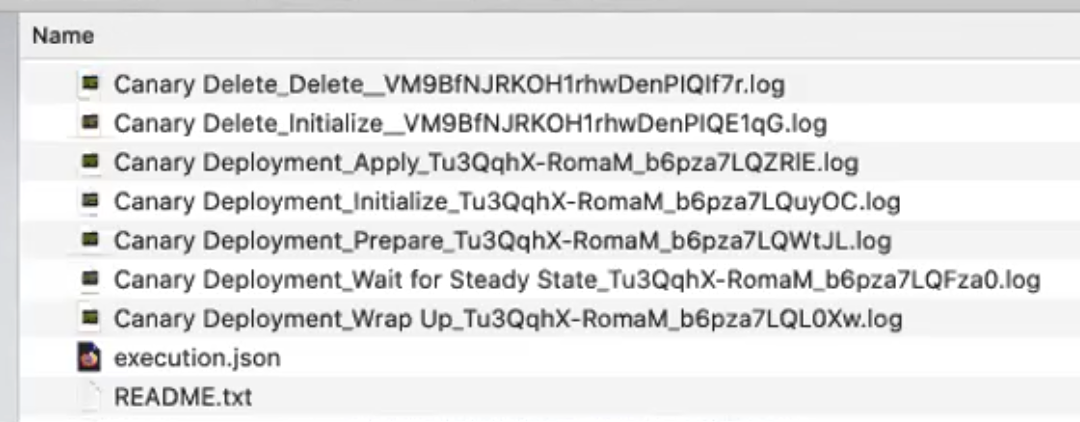 Name
Canary Delete_Delete__VM9BfNJRKOH1rhwDenPIQIf7r.log
Canary Delete_Initialize__VM9BfNJRKOH1rhwDenPIQE1qG.log
Canary Deployment_Apply_Tu3QqhX-RomaM_b6pza7LQZRlE.log
Canary Deployment_Initialize_Tu3QqhX-RomaM_b6pza7LQuyOC.log
Canary Deployment_Prepare_Tu3QqhX-RomaM_b6pza7LQWtJL.log
Canary Deployment_Wait for Steady State_Tu3QqhX-RomaM_b6pza7LQFza0.log
Canary Deployment_Wrap Up_Tu3QqhX-RomaM_b6pza7LQL0Xw.log
execution.json
README.txt